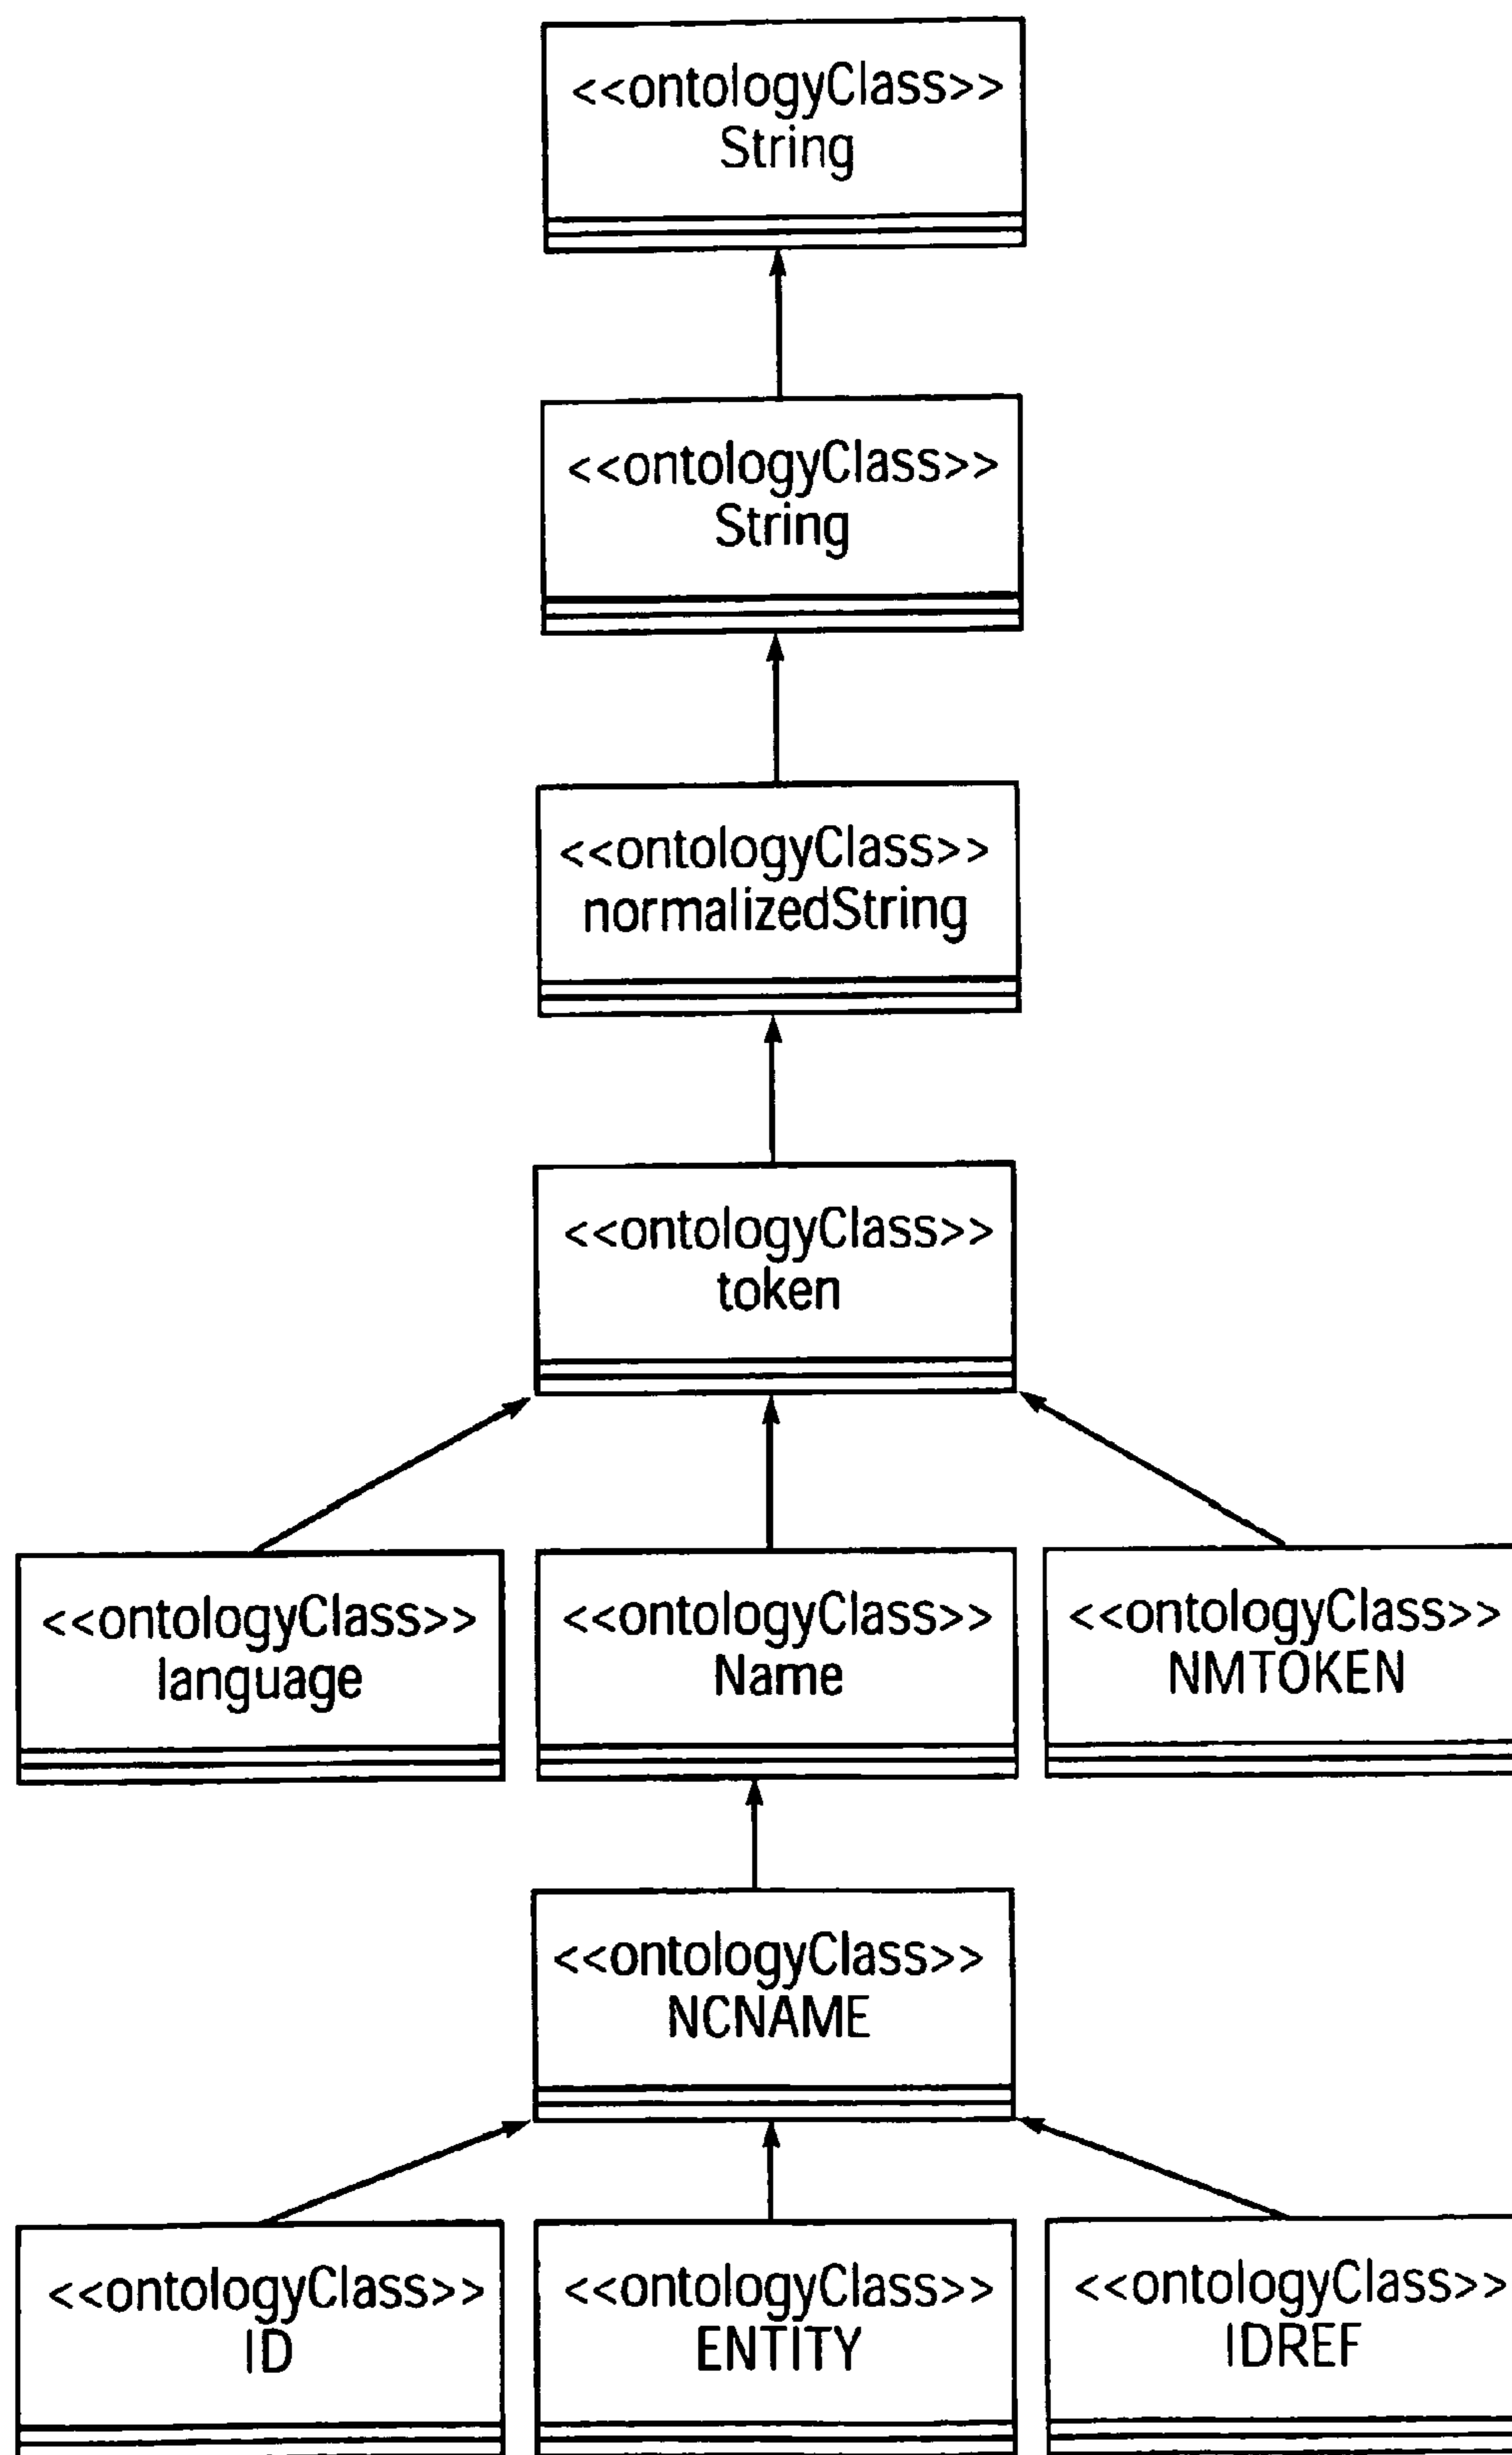 <<ontologyClass>>
String
<<ontologyClass>>
String
<<ontologyClass>>
normalizedString
<<ontologyClass>>
token
<<ontologyClass>>
language
<<ontologyClass>>
Name
<<ontologyClass>>
NMTOKEN
<<ontologyClass>>
NCNAME
<<ontologyClass>>
ID
<<ontologyClass>>
ENTITY
<<ontologyClass>>
IDREF